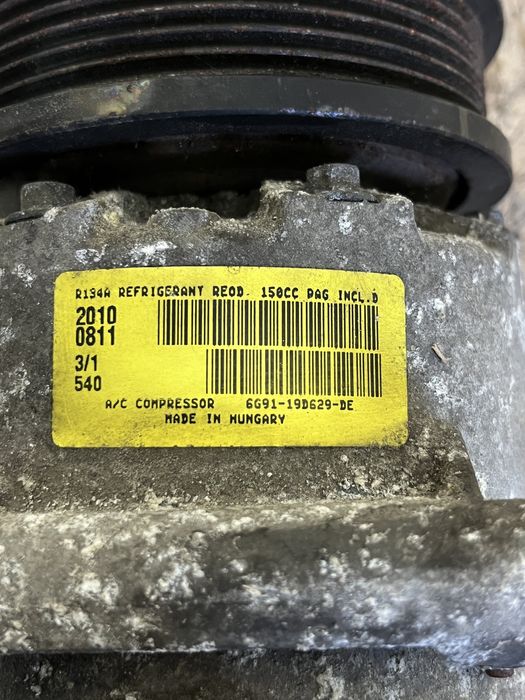 R134A REFRIGERANT REQD. 150CC PAG INCL.D
2010
0811
3/1
540
A/C COMPRESSOR 6G91-19D629-DE
MADE IN HUNGARY